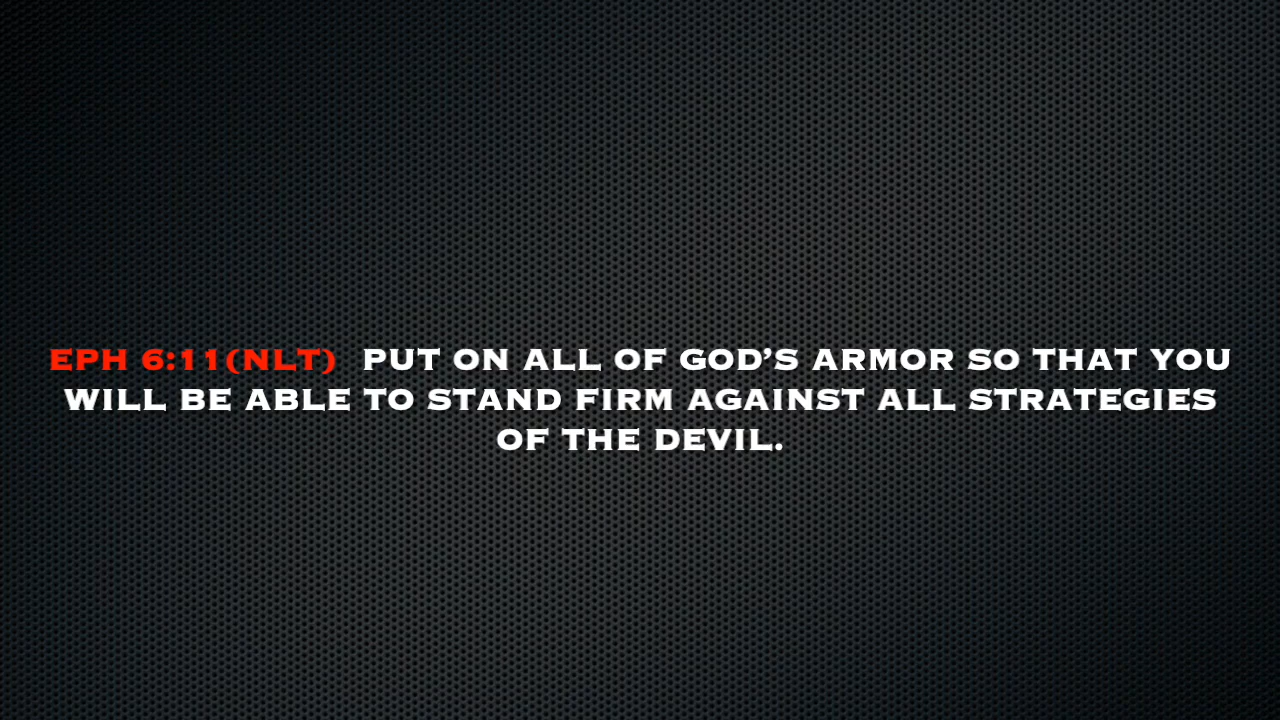 EPH 6:11(NLT) PUT ON ALL OF GOD’S ARMOR SO THAT YOU
WILL BE ABLE TO STAND FIRM AGAINST ALL STRATEGIES
OF THE DEVIL.